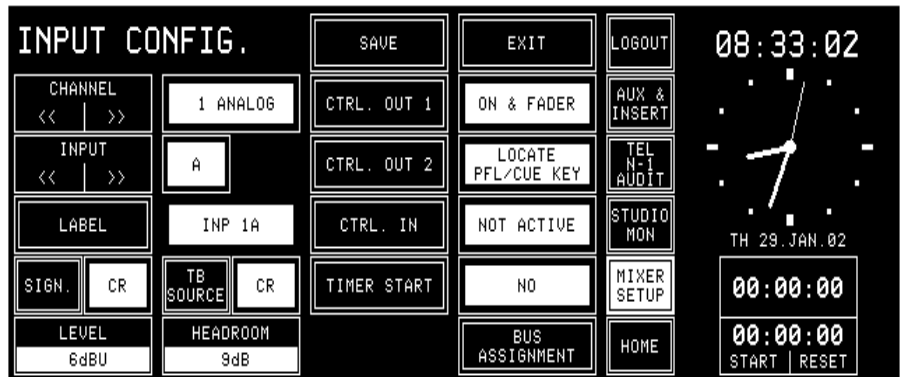 INPUT CONFIG.
SAVE
EXIT
LOGOUT
08:33:02
CHANNEL
<< >>
1 ANALOG
CTRL. OUT 1
ON & FADER
AUX &
INSERT
INPUT
<< >>
A
CTRL. OUT 2
LOCATE
PFL/CUE KEY
TEL
N-1
AUDIT
LABEL
INP 1A
CTRL. IN
NOT ACTIVE
STUDIO
MON
TH 29.JAN.02
SIGN.
CR
TB
SOURCE
CR
TIMER START
NO
MIXER
SETUP
00:00:00
LEVEL
6dBU
HEADROOM
9dB
BUS
ASSIGNMENT
HOME
00:00:00
START RESET